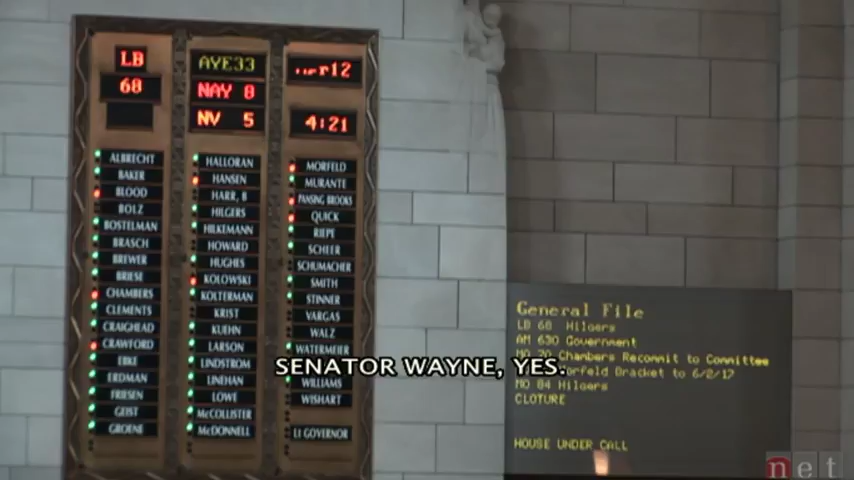 LB
68
AYE33
NAY 8
NV 5
4:21
ALBRECHT
BAKER
BLOOD
BOLZ
BOSTELMAN
BRASCH
BREWER
BRIESE
CHAMBERS
CLEMENTS
CRAIGHEAD
CRAWFORD
EBKE
ERDMAN
FRIESEN
GEIST
GROENE
HALLORAN
HANSEN
HARR, B
HILGERS
HILKEMANN
HOWARD
HUGHES
KOLOWSKI
KOLTERMAN
KRIST
KUEHN
LARSON
LINDSTROM
LINEHAN
LOWE
McCOLLISTER
McDONNELL
MORFELD
MURANTE
PANSING BROOKS
QUICK
RIEPE
SCHEER
SCHUMACHER
SMITH
STINNER
VARGAS
WALZ
WATERMEIER
WILLIAMS
WISHART
LT GOVERNOR
SENATOR WAYNE, YES.
General File
LB 68 Hilgers
AM 630 Government
MO 70 Chambers Recommit to Committee
orfeld Bracket to 6/2/17
MO 84 Hilgers
CLOTURE
HOUSE UNDER CALL
net